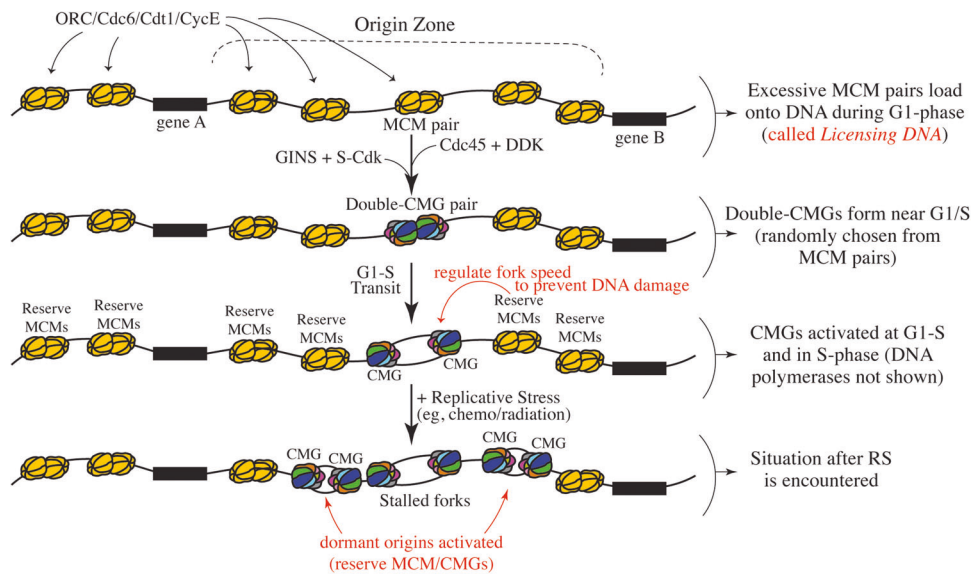 ORC/Cdc6/Cdt1/CycE
Origin Zone
gene A
MCM pair
gene B
Excessive MCM pairs load
onto DNA during G1-phase
(called Licensing DNA)
GINS + S-Cdk
Cdc45 + DDK
Double-CMG pair
Double-CMGs form near G1/S
(randomly chosen from
MCM pairs)
G1-S
Transit
regulate fork speed
to prevent DNA damage
Reserve
MCMs
Reserve
MCMs
Reserve
MCMs
Reserve
MCMs
Reserve
MCMs
Reserve
MCMs
CMG
CMG
CMGs activated at G1-S
and in S-phase (DNA
polymerases not shown)
+ Replicative Stress
(eg, chemo/radiation)
CMG
CMG
CMG
CMG
Stalled forks
Situation after RS
is encountered
dormant origins activated
(reserve MCM/CMGs)